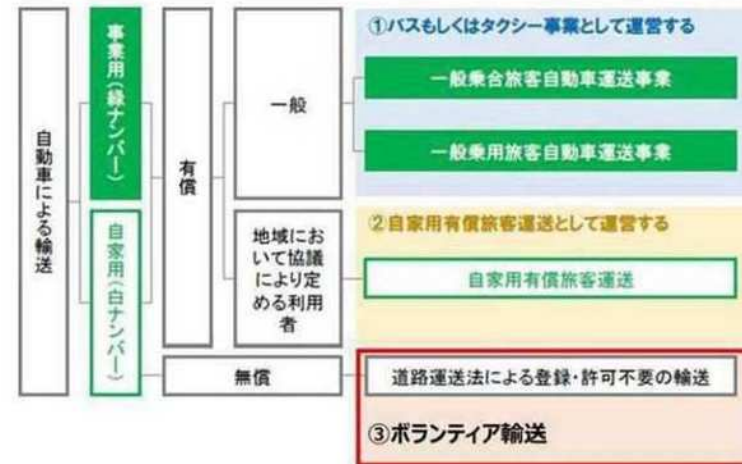 自動車による輸送
事業用(緑ナンバー)
自家用(白ナンバー)
有償
無償
一般
地域にお
いて協議
により定
める利用
者
①バスもしくはタクシー事業として運営する
一般乗合旅客自動車運送事業
一般乗用旅客自動車運送事業
②自家用有償旅客運送として運営する
自家用有償旅客運送
道路運送法による登録・許可不要の輸送
③ボランティア輸送